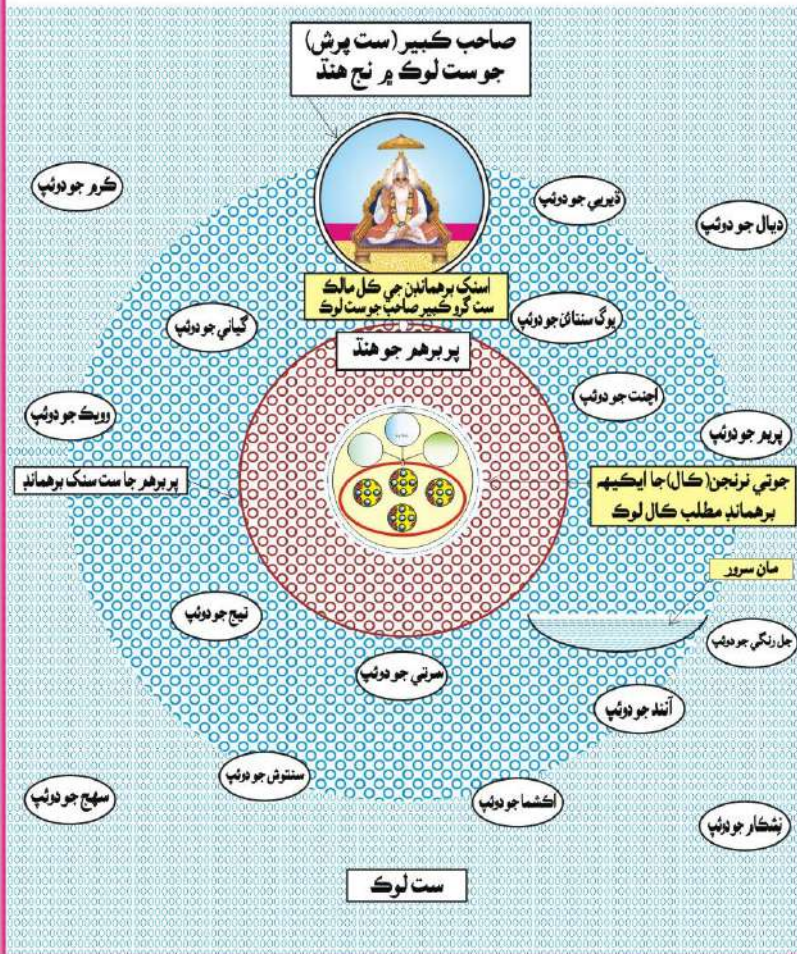 صاحب ڪبير (ست پرش)
جو ست لوڪ ۾ نج هنڌ
ڪرم جو دوئپ
ڌيريي جو دوئپ
ديال جو دوئپ
اسنک برهمانڊن جي ڪل مالڪ
ست گرو ڪبير صاحب جو ست لوڪ
يوگ سنتائن جو دوئپ
گياني جو دوئپ
پر برهم جو هنڌ
اچنت جو دوئپ
وويڪ جو دوئپ
پريم جو دوئپ
جوتي نرنجن (ڪال) جا ايڪيهه
برهمانڊ مطلب ڪال لوڪ
پر برهم جا ست سنک برهمانڊ
مان سرور
تيج جو دوئپ
جل رنگي جو دوئپ
سرتي جو دوئپ
آنند جو دوئپ
سنتوش جو دوئپ
سهج جو دوئپ
اڪشما جو دوئپ
نِشڪام جو دوئپ
ست لوڪ